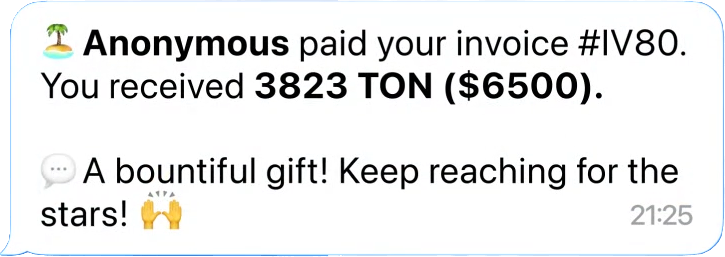 🏝 Anonymous paid your invoice #IV80.
You received 3823 TON ($6500).
💬 A bountiful gift! Keep reaching for the
stars! 🙌
21:25